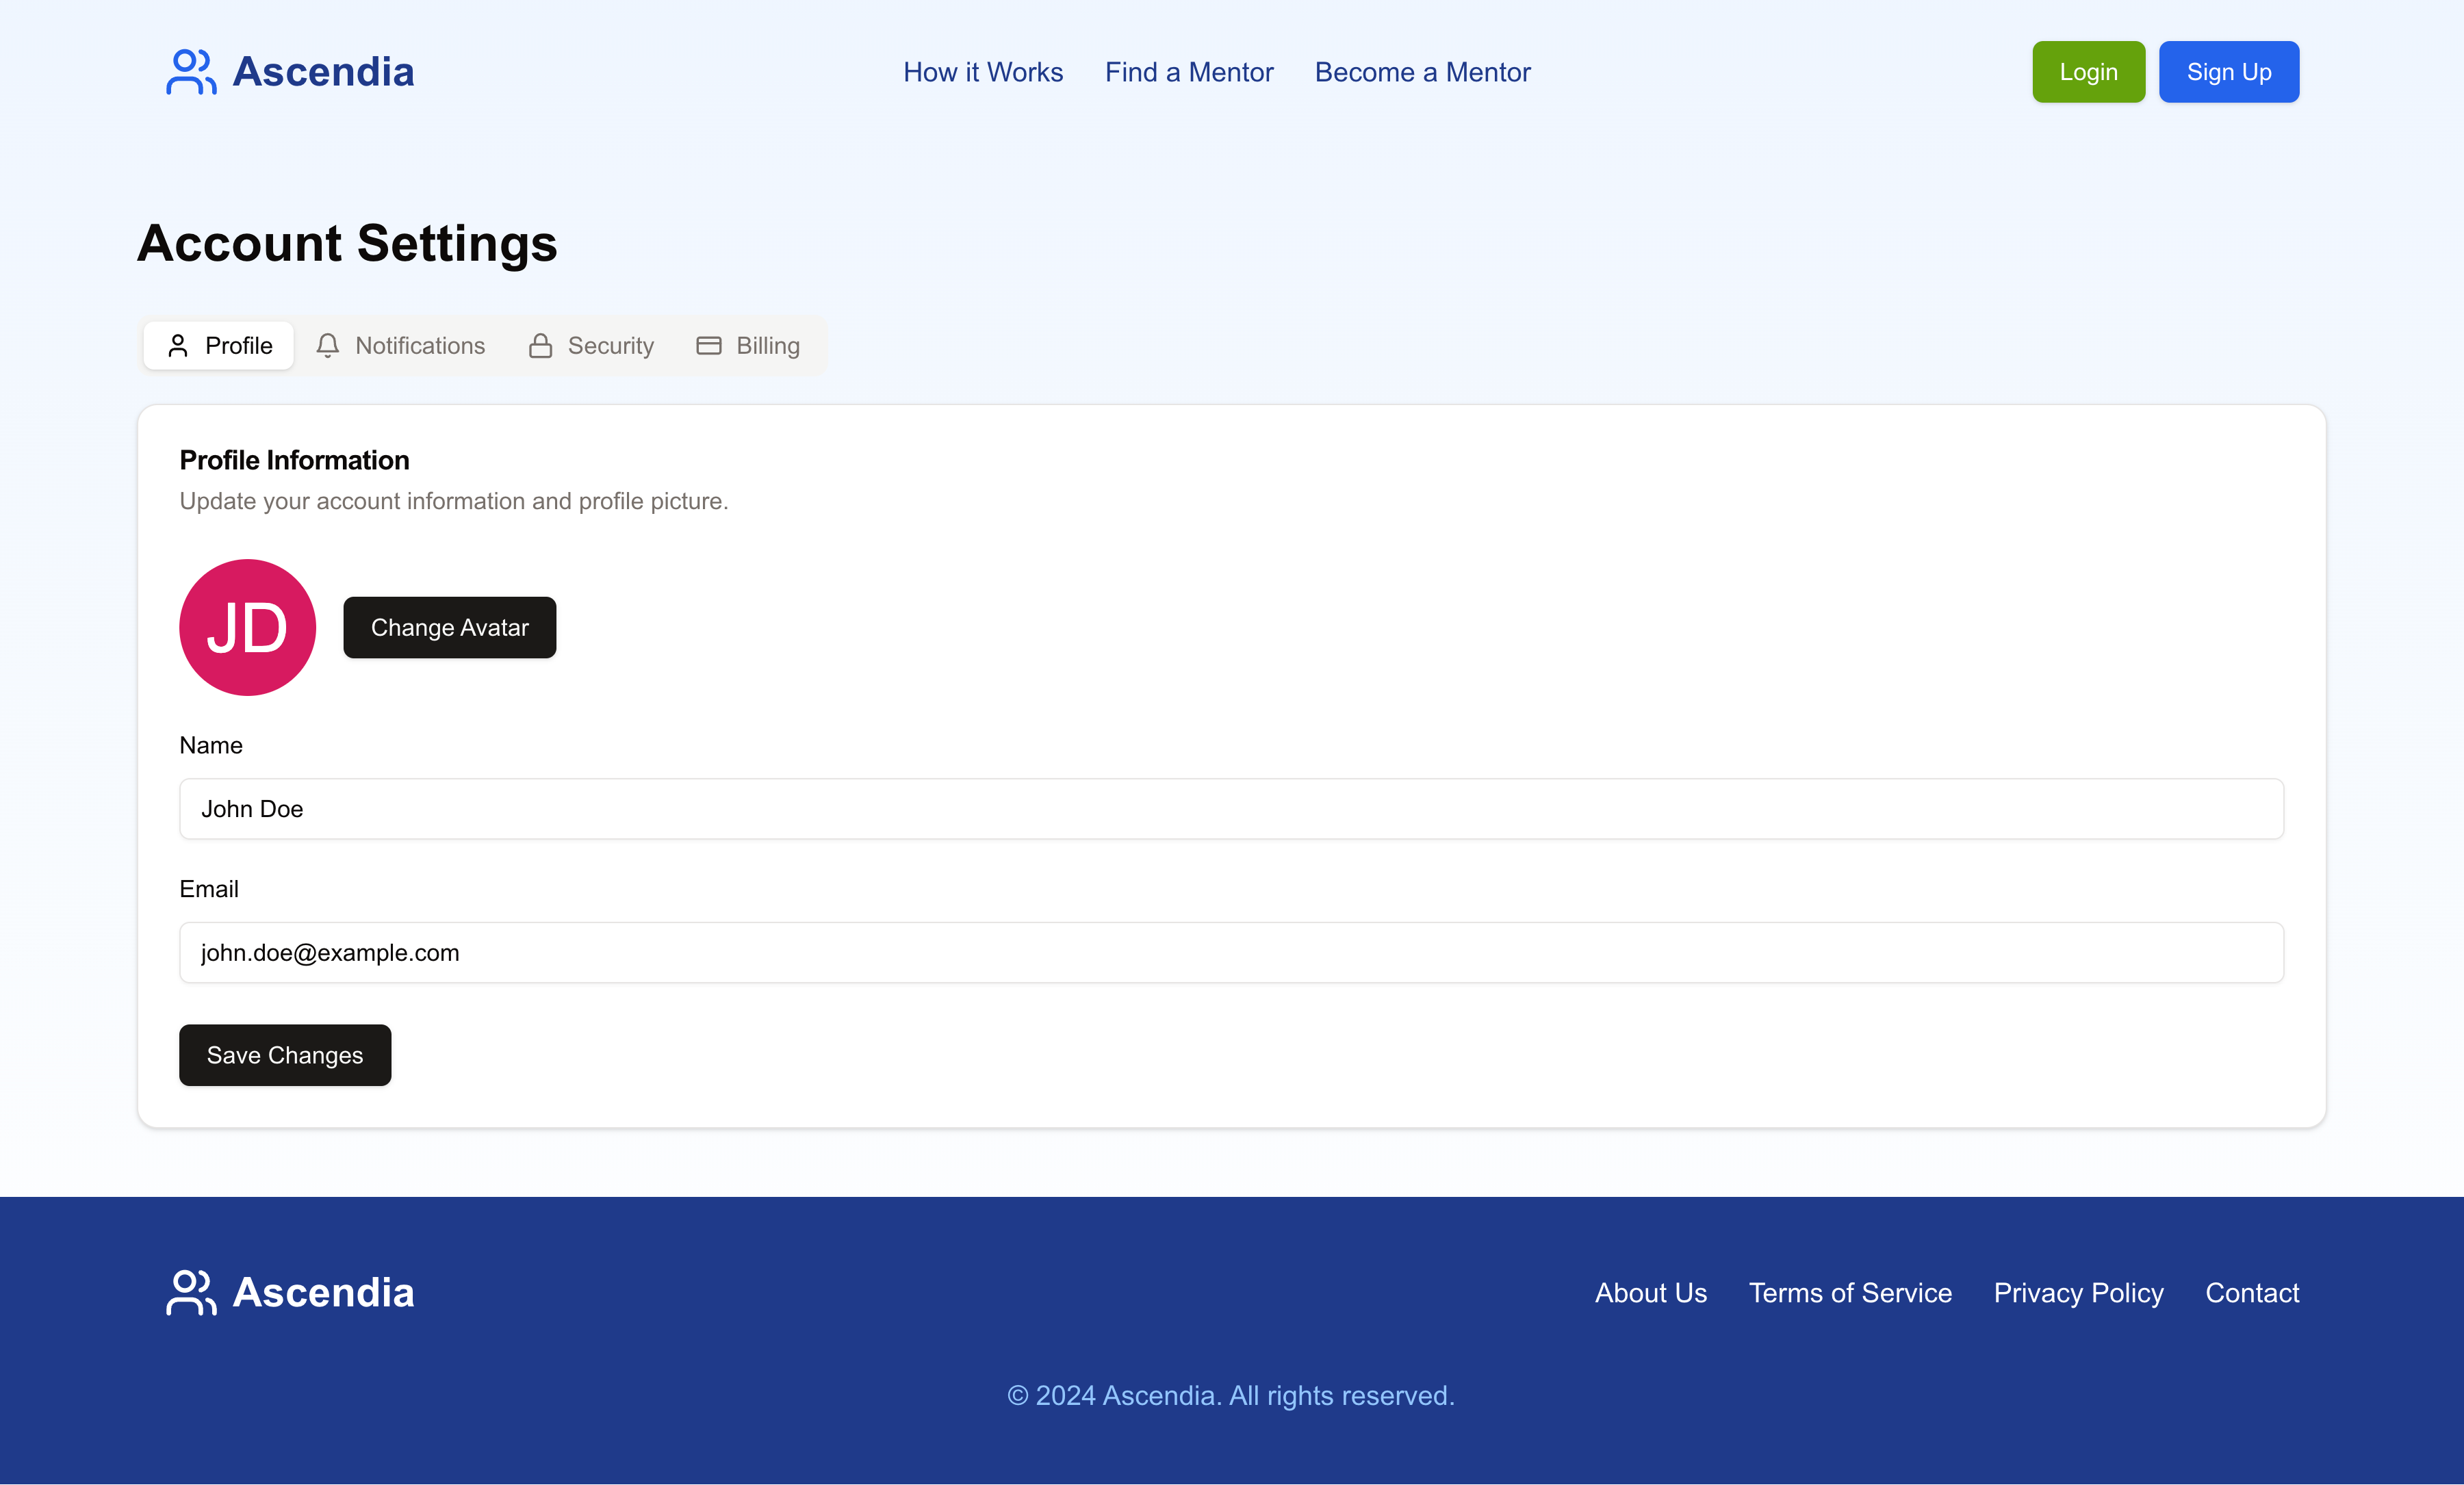 Ascendia
How it Works
Find a Mentor
Become a Mentor
Login
Sign Up
Account Settings
Profile
Notifications
Security
Billing
Profile Information
Update your account information and profile picture.
JD
Change Avatar
Name
John Doe
Email
john.doe@example.com
Save Changes
Ascendia
About Us
Terms of Service
Privacy Policy
Contact
© 2024 Ascendia. All rights reserved.